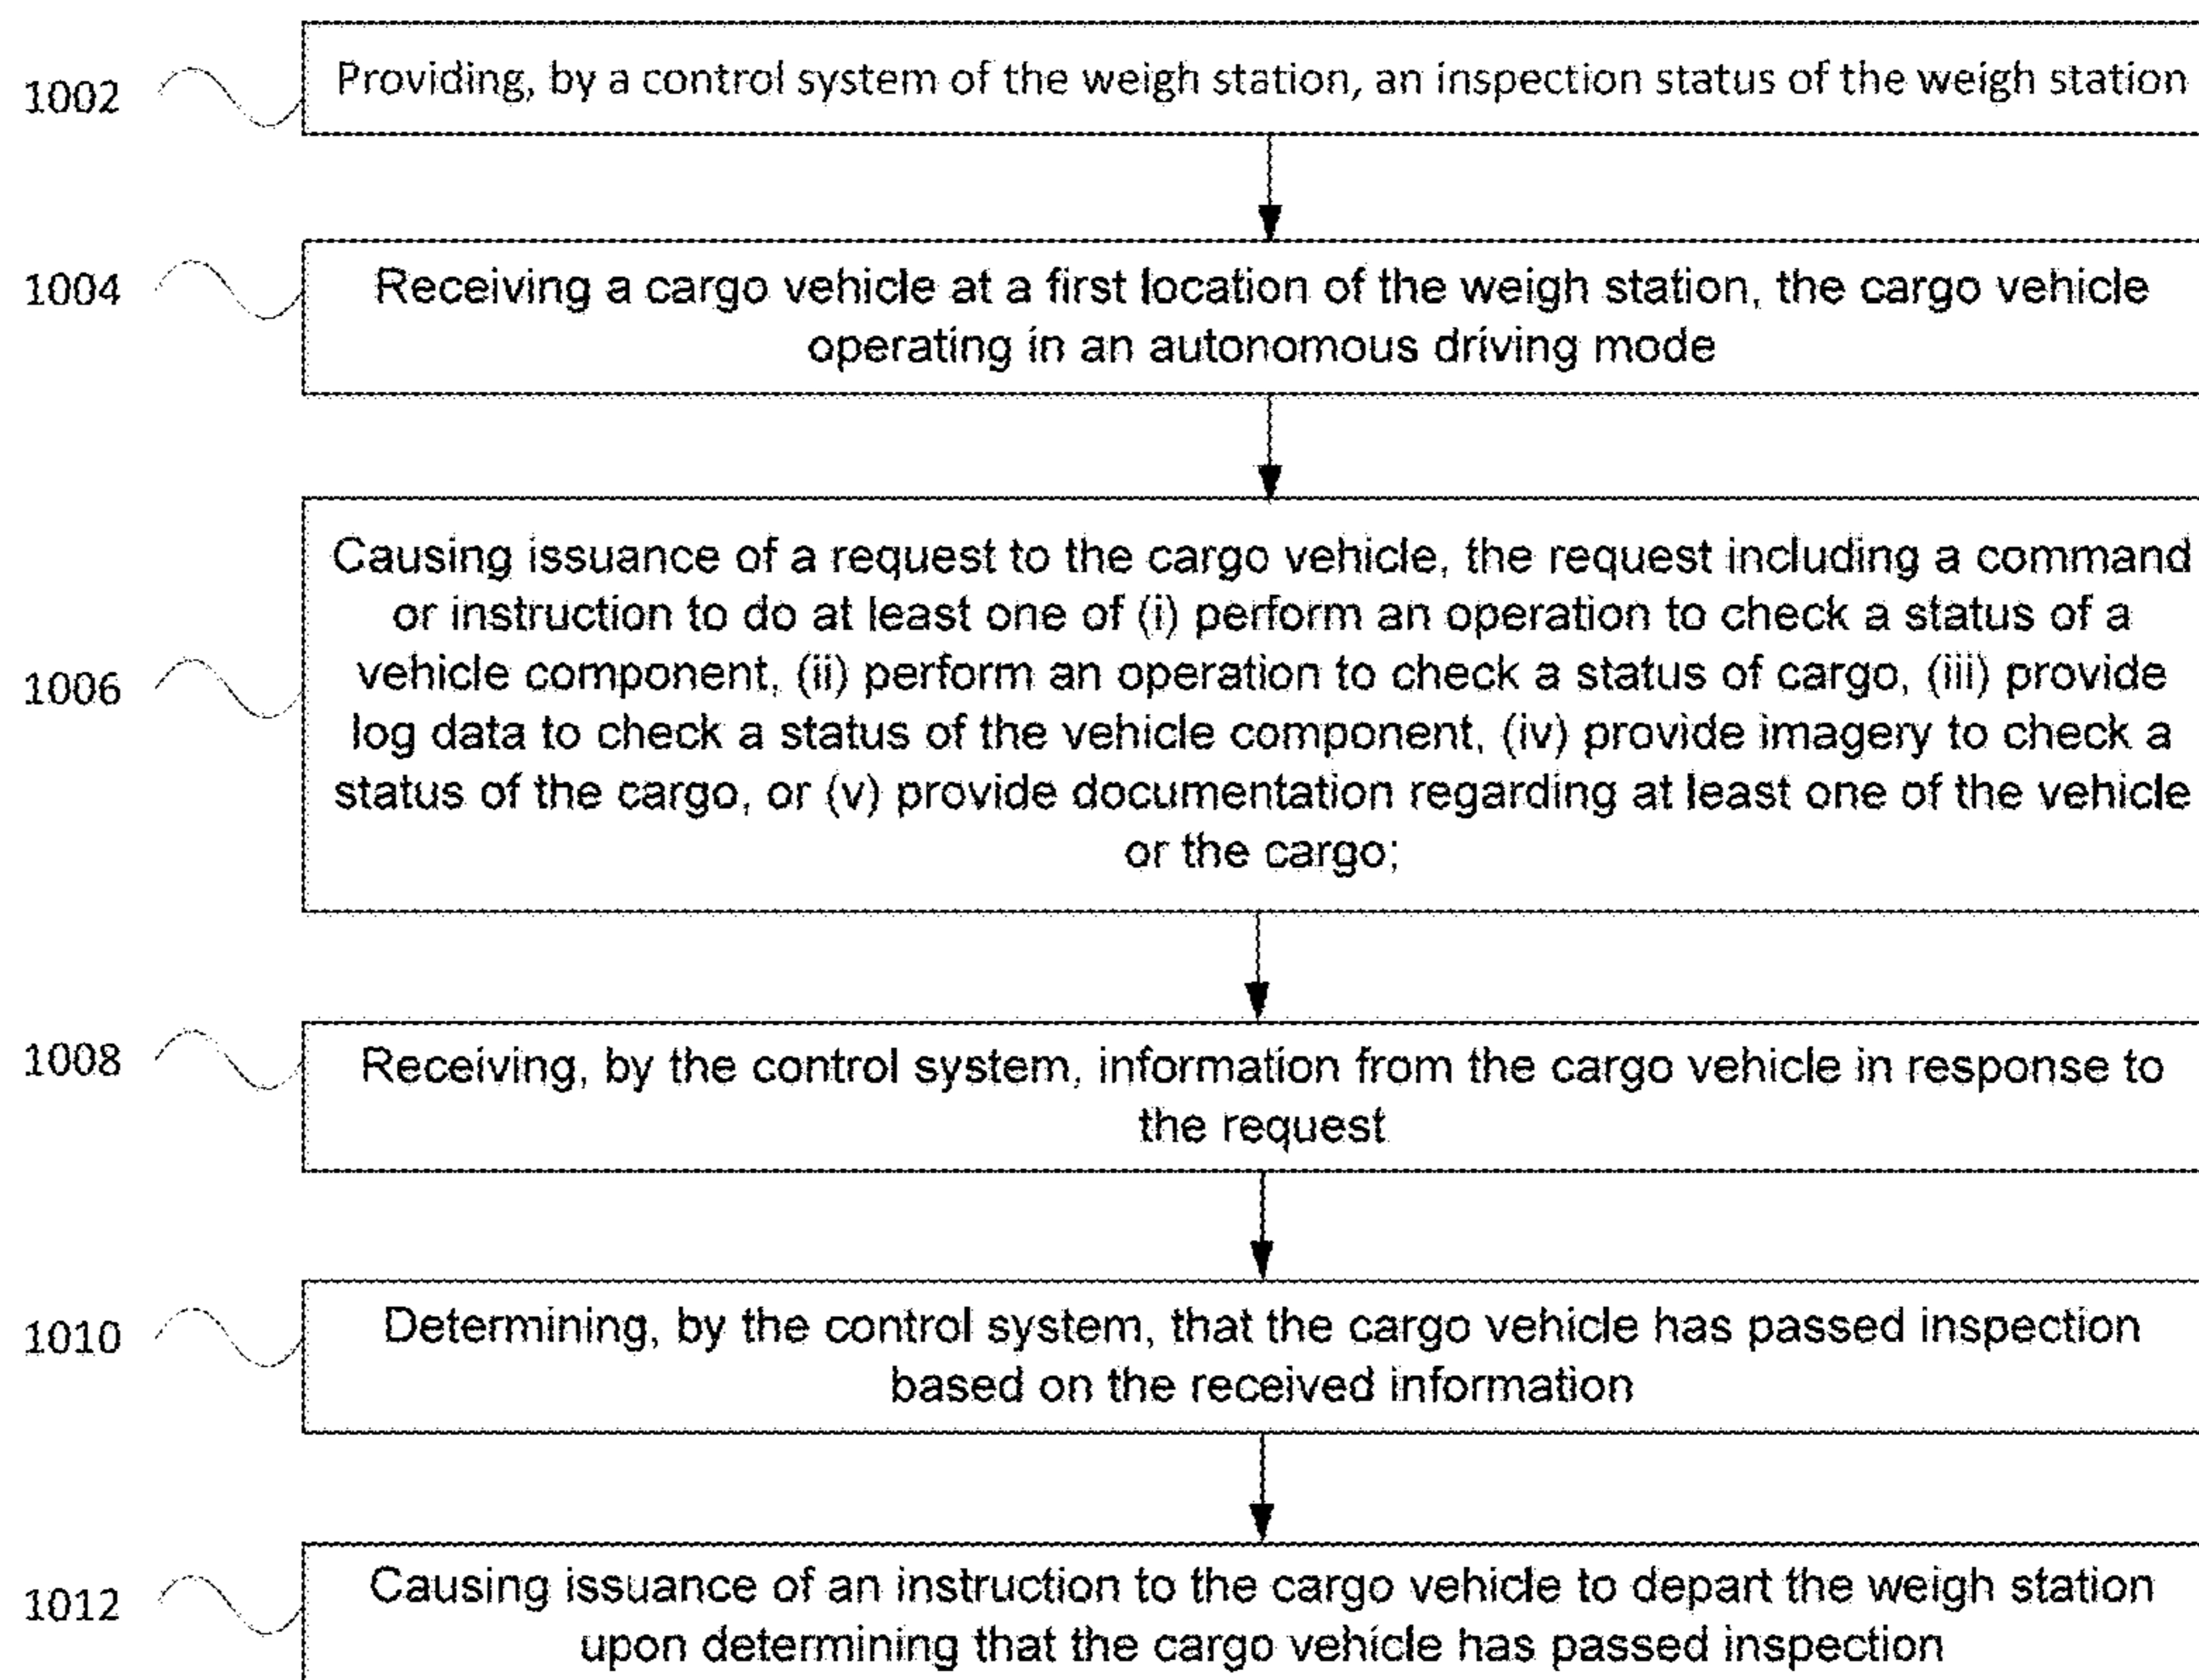 1002
Providing, by a control system of the weigh station, an inspection status of the weigh station
1004
Receiving a cargo vehicle at a first location of the weigh station, the cargo vehicle
operating in an autonomous driving mode
1006
Causing issuance of a request to the cargo vehicle, the request including a command
or instruction to do at least one of (i) perform an operation to check a status of a
vehicle component, (ii) perform an operation to check a status of cargo, (iii) provide
log data to check a status of the vehicle component, (iv) provide imagery to check a
status of the cargo, or (v) provide documentation regarding at least one of the vehicle
or the cargo;
1008
Receiving, by the control system, information from the cargo vehicle in response to
the request
1010
Determining, by the control system, that the cargo vehicle has passed inspection
based on the received information
1012
Causing issuance of an instruction to the cargo vehicle to depart the weigh station
upon determining that the cargo vehicle has passed inspection